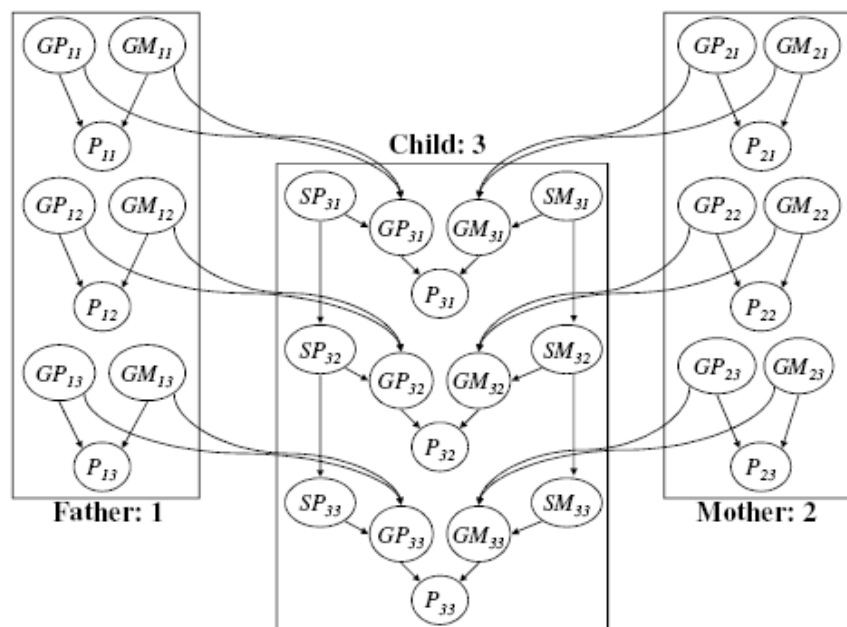 GP11 GM11 GP21 GM21
P11 Child: 3 P21
GP12 GM12 SP31 SM31 GP22 GM22
GP31 GM31
P12 P31 P22
GP13 GM13 SP32 SM32 GP23 GM23
GP32 GM32
P13 P32 P23
Father: 1 SP33 SM33 Mother: 2
GP33 GM33
P33